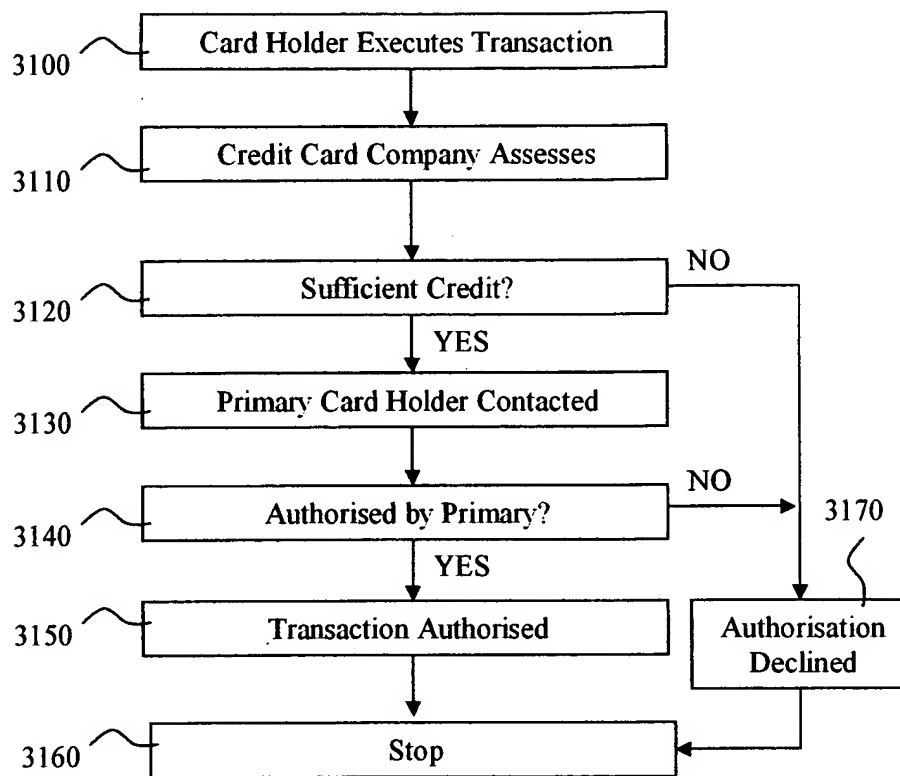 Card Holder Executes Transaction
3100
Credit Card Company Assesses
3110
NO
Sufficient Credit?
3120
YES
Primary Card Holder Contacted
3130
NO
Authorised by Primary?
3140
3170
YES
Transaction Authorised
3150
Authorisation
Declined
Stop
3160